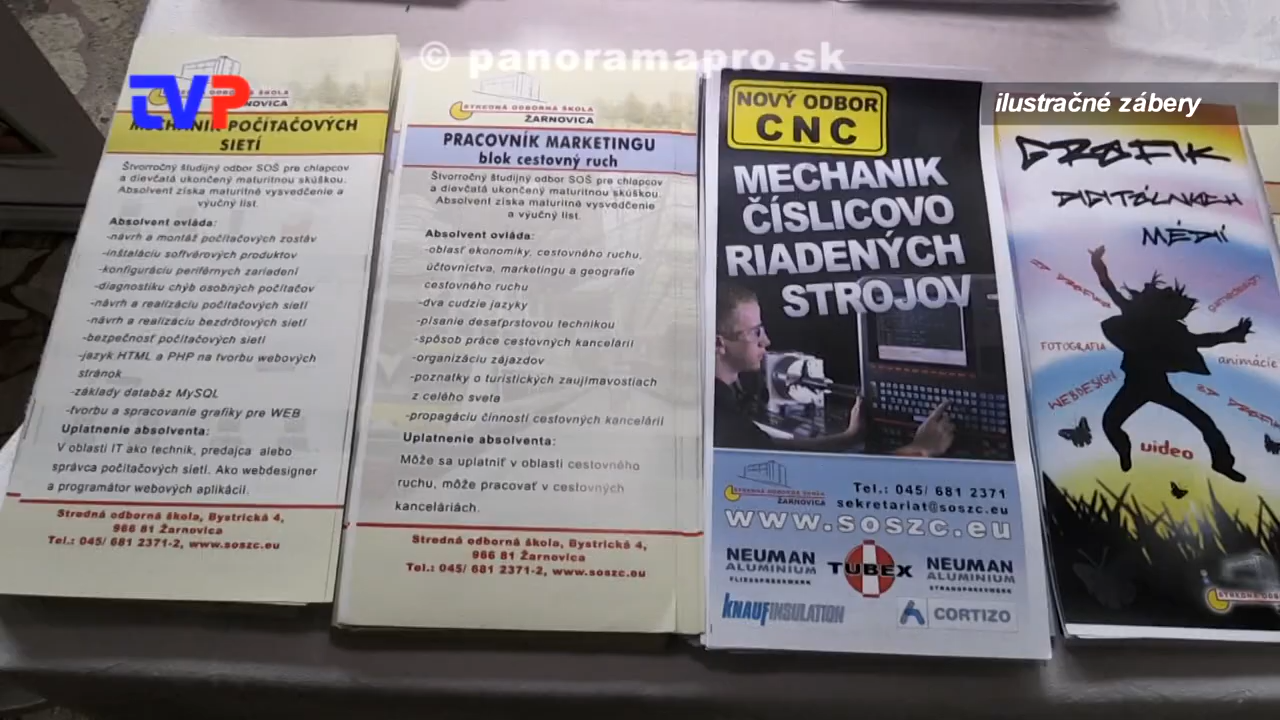 © panoramapro.sk
TVP
ilustračné zábery
STREDNÁ ODBORNÁ ŠKOLA
ŽARNOVICA
MECHANIK POČÍTAČOVÝCH
SIETÍ
Štvorročný študijný odbor SOŠ pre chlapcov
a dievčatá ukončený maturitnou skúškou.
Absolvent získa maturitné vysvedčenie a
výučný list.
Absolvent ovláda:
-návrh a montáž počítačových zostáv
-inštaláciu softvérových produktov
-konfiguráciu periférnych zariadení
-diagnostiku chýb osobných počítačov
-návrh a realizáciu počítačových sietí
-návrh a realizáciu bezdrôtových sietí
-bezpečnosť počítačových sietí
-jazyk HTML a PHP na tvorbu webových
stránok
-základy databáz MySQL
-tvorbu a spracovanie grafiky pre WEB
Uplatnenie absolventa:
V oblasti IT ako technik, predajca alebo
správca počítačových sietí. Ako webdesigner
a programátor webových aplikácií.
Stredná odborná škola, Bystrická 4,
966 81 Žarnovica
Tel.: 045/ 681 2371-2, www.soszc.eu
STREDNÁ ODBORNÁ ŠKOLA
ŽARNOVICA
PRACOVNÍK MARKETINGU
blok cestovný ruch
Štvorročný študijný odbor SOŠ pre chlapcov
a dievčatá ukončený maturitnou skúškou.
Absolvent získa maturitné vysvedčenie
a výučný list.
Absolvent ovláda:
-oblasť ekonomiky, cestovného ruchu,
účtovníctva, marketingu a geografie
cestovného ruchu
-dva cudzie jazyky
-písanie desaťprstovou technikou
-spôsob práce cestovných kancelárií
-organizáciu zájazdov
-poznatky o turistických zaujímavostiach
z celého sveta
-propagáciu činností cestovných kancelárií
Uplatnenie absolventa:
Môže sa uplatniť v oblasti cestovného
ruchu, môže pracovať v cestovných
kanceláriách.
Stredná odborná škola, Bystrická 4,
966 81 Žarnovica
Tel.: 045/ 681 2371-2, www.soszc.eu
NOVÝ ODBOR
CNC
MECHANIK
ČÍSLICOVO
RIADENÝCH
STROJOV
STREDNÁ ODBORNÁ ŠKOLA
ŽARNOVICA
Tel.: 045/ 681 2371
sekretariat@soszc.eu
www.soszc.eu
NEUMAN
ALUMINIUM
FLIESSPRESSWERK
TUBEX
NEUMAN
ALUMINIUM
STRANGPRESSWERK
KNAUFINSULATION
CORTIZO
GRAFIK
DIGITÁLNYCH
MÉDIÍ
gamedesign
FOTOGRAFIA
animácie
WEBDESIGN
video